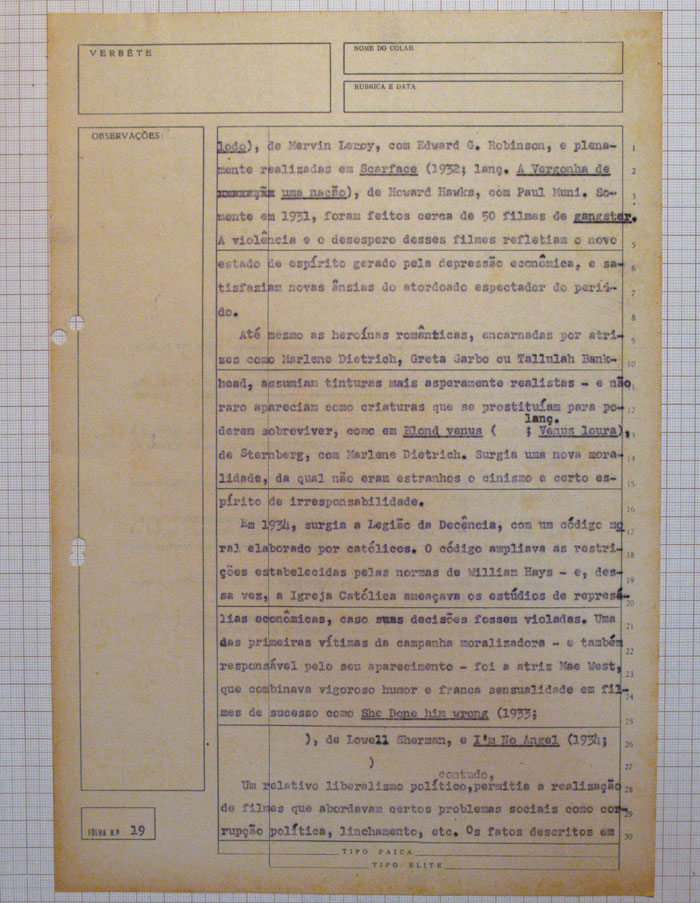 VERBÊTE
NOME DO COLAB.
RUBRICA E DATA
OBSERVAÇÕES:
lodo), de Mervin Leroy, com Edward G. Robinson, e plena- 1
mente realizadas em Scarface (1932; lanç. A Vergonha de 2
uma nação), de Howard Hawks, com Paul Muni. So- 3
mente em 1931, foram feitos cerca de 50 filmes de gangster.
A violência e o desespero desses filmes refletiam o novo 5
estado de espírito gerado pela depressão econômica, e sa- 6
tisfaziam novas ânsias do atordoado espectador do perío- 7
do. 8
Até mesmo as heroínas românticas, encarnadas por atri- 9
zes como Marlene Dietrich, Greta Garbo ou Tallulah Bank- 10
head, assumiam tinturas mais asperamente realistas - e não 11
raro apareciam como criaturas que se prostituíam para po- 12
lanç.
derem sobreviver, como em Blond venus ( ; Venus loura), 13
de Sternberg, com Marlene Dietrich. Surgia uma nova mora- 14
lidade, da qual não eram estranhos o cinismo e certo es- 15
pírito de irresponsabilidade. 16
Em 1934, surgia a Legião da Decência, com um código mo 17
ral elaborado por católicos. O código ampliava as restri- 18
ções estabelecidas pelas normas de William Hays - e, des- 19
sa vez, a Igreja Católica ameaçava os estúdios de represá- 20
lias econômicas, caso suas decisões fossem violadas. Uma 21
das primeiras vítimas da campanha moralizadora - e também 22
responsável pelo seu aparecimento - foi a atriz Mae West, 23
que combinava vigoroso humor e franca sensualidade em fil- 24
mes de sucesso como She Done him wrong (1933; 25
), de Lowell Sherman, e I'm No Angel (1934; 26
)
contudo,
Um relativo liberalismo político,permitia a realização 28
de filmes que abordavam certos problemas sociais como cor- 29
rupção política, linchamento, etc. Os fatos descritos em 30
FÔLHA N.º 19
TIPO PAICA
TIPO ELITE